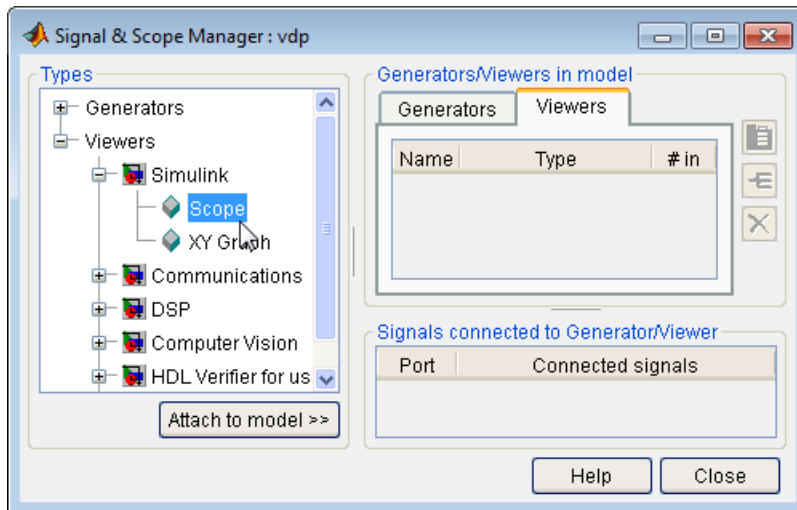 Signal & Scope Manager : vdp
Types
Generators
Viewers
Simulink
Scope
XY Graph
Communications
DSP
Computer Vision
HDL Verifier for us
Attach to model >>
Generators/Viewers in model
Generators Viewers
Name Type # in
Signals connected to Generator/Viewer
Port Connected signals
Help Close